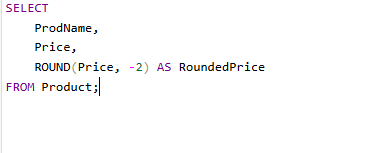 SELECT
    ProdName,
    Price,
    ROUND(Price, -2) AS RoundedPrice
FROM Product;